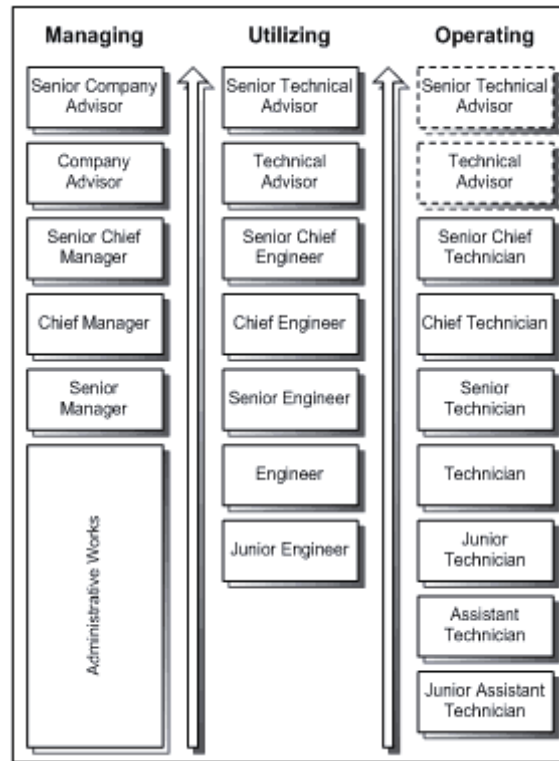 Managing
Utilizing
Operating
Senior Company
Advisor
Company
Advisor
Senior Chief
Manager
Chief Manager
Senior
Manager
Administrative Works
Senior Technical
Advisor
Technical
Advisor
Senior Chief
Engineer
Chief Engineer
Senior Engineer
Engineer
Junior Engineer
Senior Technical
Advisor
Technical
Advisor
Senior Chief
Technician
Chief Technician
Senior
Technician
Technician
Junior
Technician
Assistant
Technician
Junior Assistant
Technician